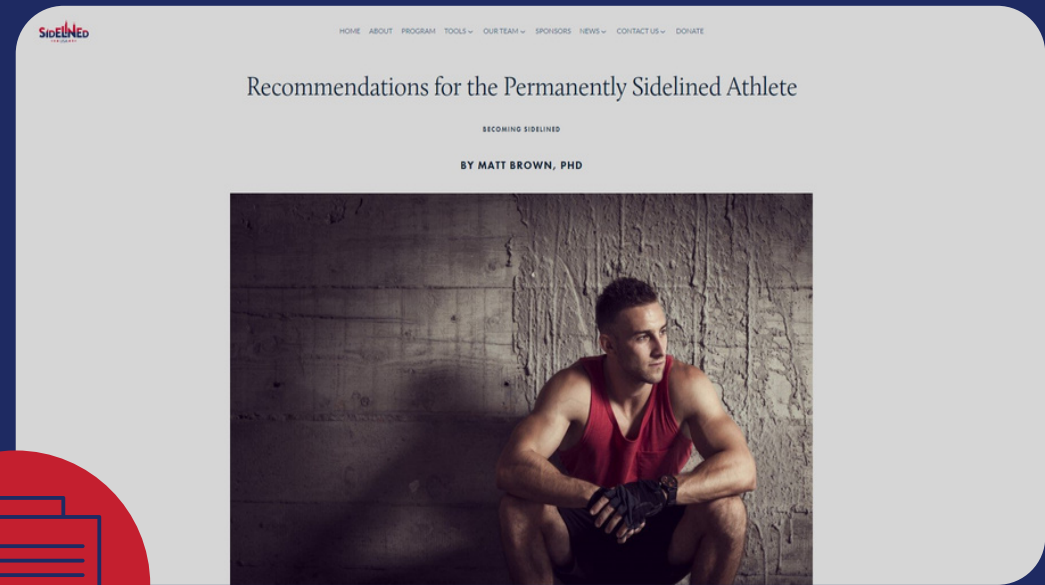 SIDELINED
HOME ABOUT PROGRAM TOOLS OUR TEAM SPONSORS NEWS CONTACT US DONATE
Recommendations for the Permanently Sidelined Athlete
BECOMING SIDELINED
BY MATT BROWN, PHD